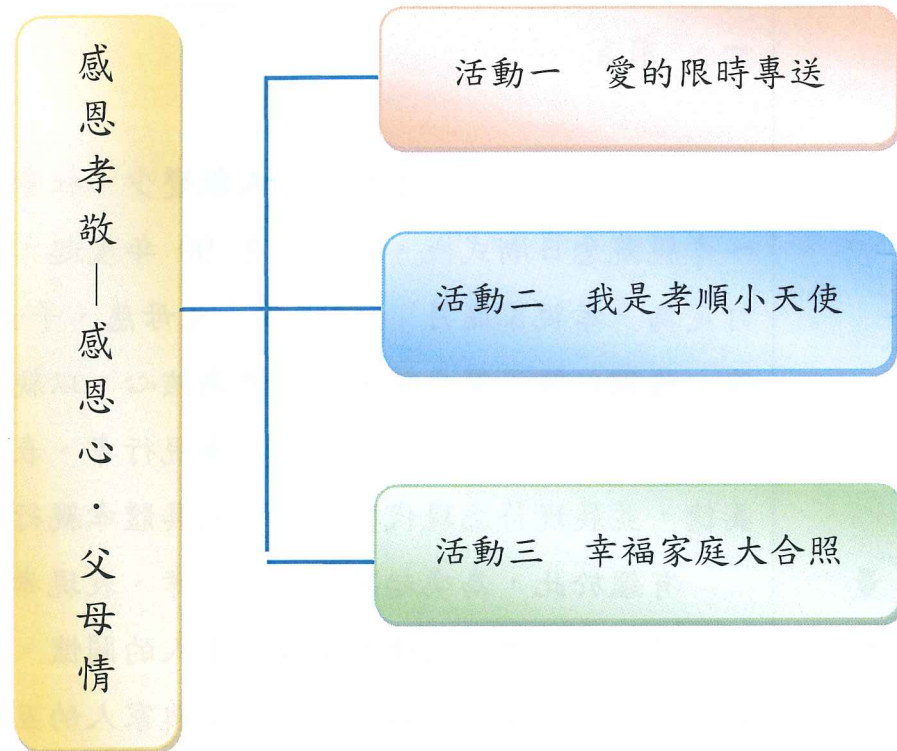 感恩孝敬—感恩心．父母情
活動一　愛的限時專送
活動二　我是孝順小天使
活動三　幸福家庭大合照